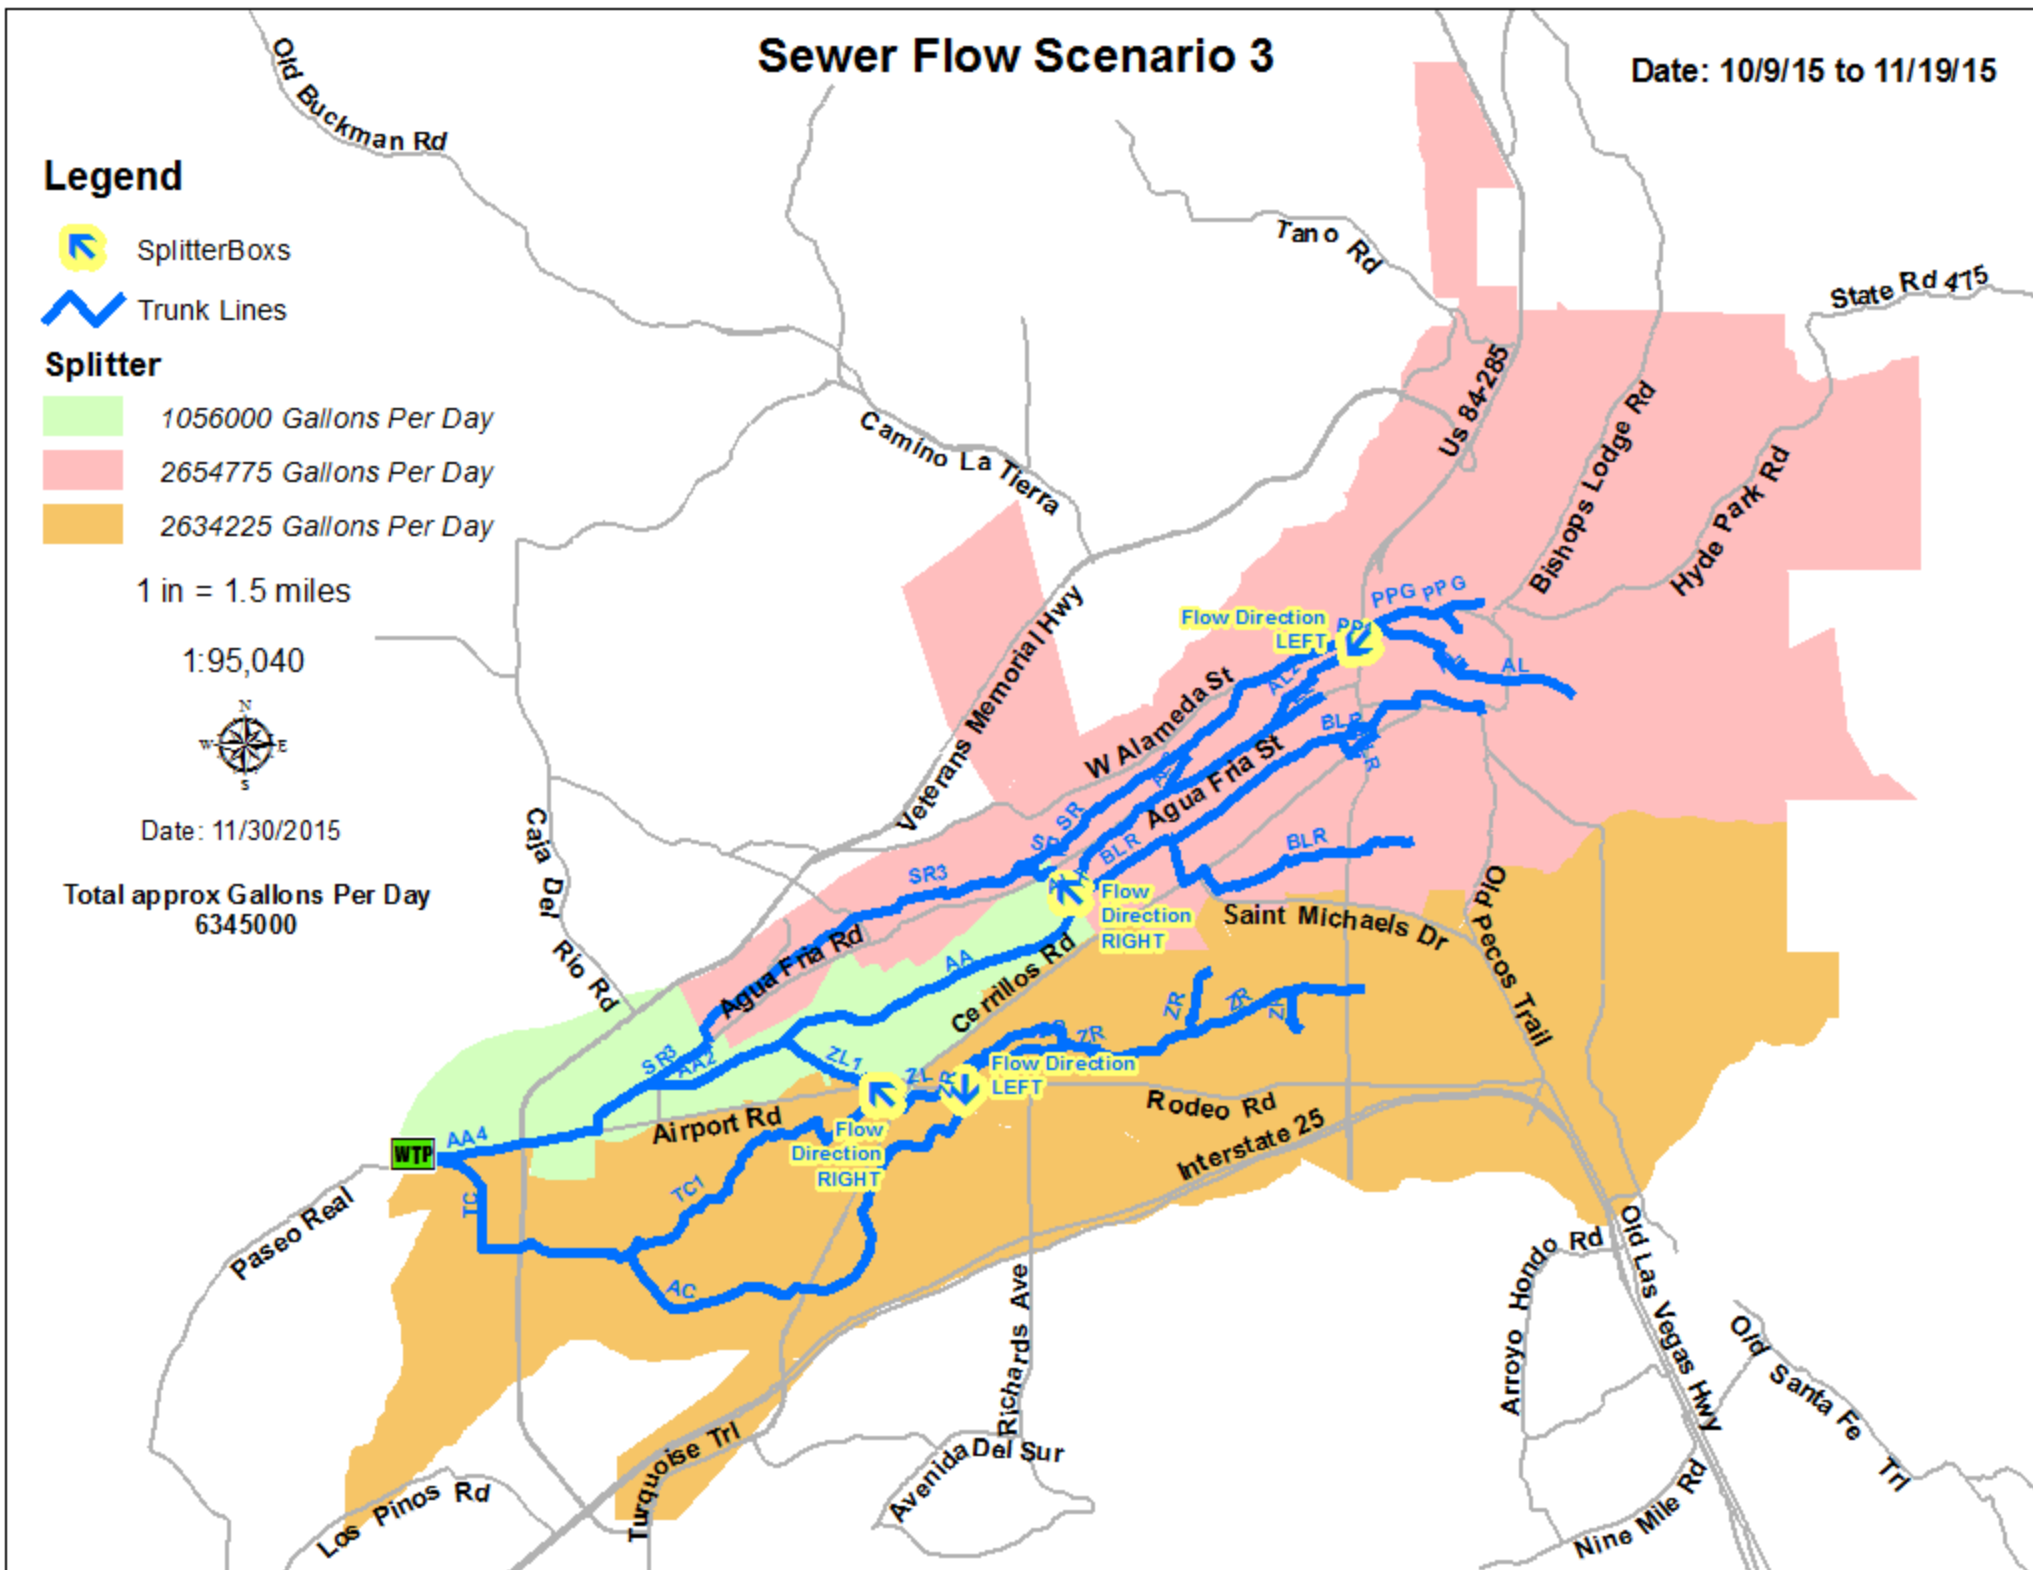 Sewer Flow Scenario 3
Date: 10/9/15 to 11/19/15
Legend
SplitterBoxs
Trunk Lines
Splitter
1056000 Gallons Per Day
2654775 Gallons Per Day
2634225 Gallons Per Day
1 in = 1.5 miles
1:95,040
N
W
E
S
Date: 11/30/2015
Total approx Gallons Per Day
6345000
Old Buckman Rd
Tano Rd
State Rd 475
Us 84-285
Camino La Tierra
Bishops Lodge Rd
Hyde Park Rd
Veterans Memorial Hwy
PPG
PPG
Flow Direction
LEFT
AL
AL2
W Alameda St
BLR
Agua Fria St
SR
BLR
BLR
SR3
Caja Del Rio Rd
Flow
Direction
RIGHT
Saint Michaels Dr
Old Pecos Trail
Agua Fria Rd
AA
Cerrillos Rd
ZR
ZR
ZR
SR3
AA2
ZL1
ZL
ZR
Flow Direction
LEFT
Rodeo Rd
Airport Rd
Interstate 25
AA4
WTP
Flow
Direction
RIGHT
TC
TC1
AC
Paseo Real
Richards Ave
Arroyo Hondo Rd
Old Las Vegas Hwy
Old Santa Fe Trl
Turquoise Trl
Avenida Del Sur
Los Pinos Rd
Nine Mile Rd